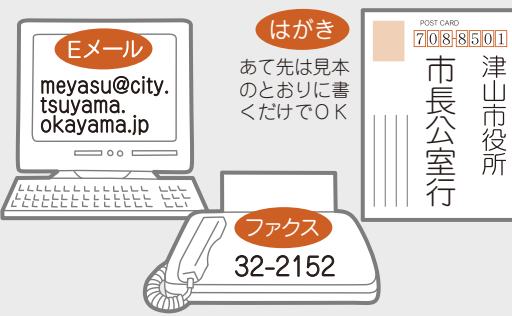 Eメール
meyasu@city.
tsuyama.
okayama.jp
はがき
あて先は見本
のとおりに書
くだけでＯＫ
POST CARD
7088501
津山市役所
市長公室行
ファクス
32-2152